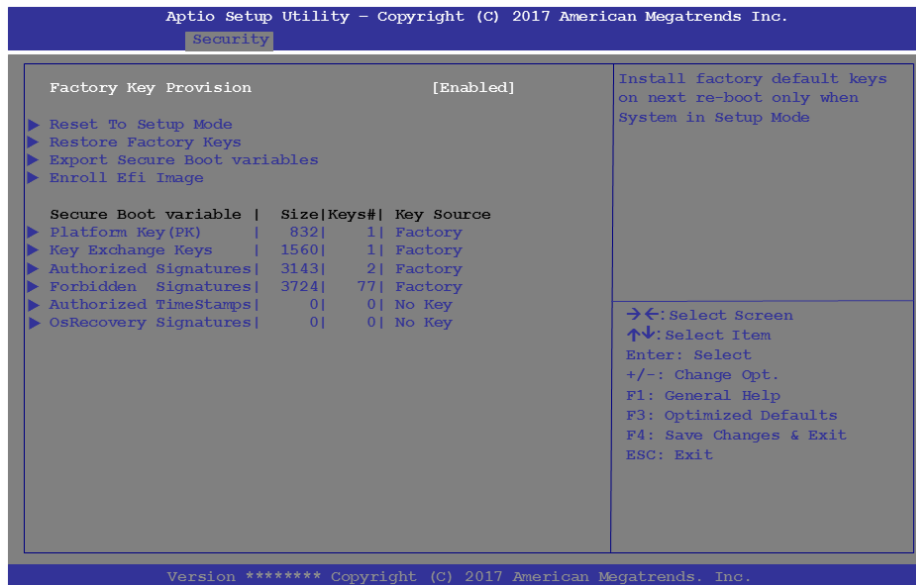 Aptio Setup Utility – Copyright (C) 2017 American Megatrends Inc.
Security
Factory Key Provision [Enabled]
▶ Reset To Setup Mode
▶ Restore Factory Keys
▶ Export Secure Boot variables
▶ Enroll Efi Image
Secure Boot variable | Size|Keys#| Key Source
▶ Platform Key(PK) | 832| 1| Factory
▶ Key Exchange Keys | 1560| 1| Factory
▶ Authorized Signatures| 3143| 2| Factory
▶ Forbidden Signatures| 3724| 77| Factory
▶ Authorized TimeStamps| 0| 0| No Key
▶ OsRecovery Signatures| 0| 0| No Key
Install factory default keys
on next re-boot only when
System in Setup Mode
→←: Select Screen
↑↓: Select Item
Enter: Select
+/-: Change Opt.
F1: General Help
F3: Optimized Defaults
F4: Save Changes & Exit
ESC: Exit
Version ******** Copyright (C) 2017 American Megatrends. Inc.